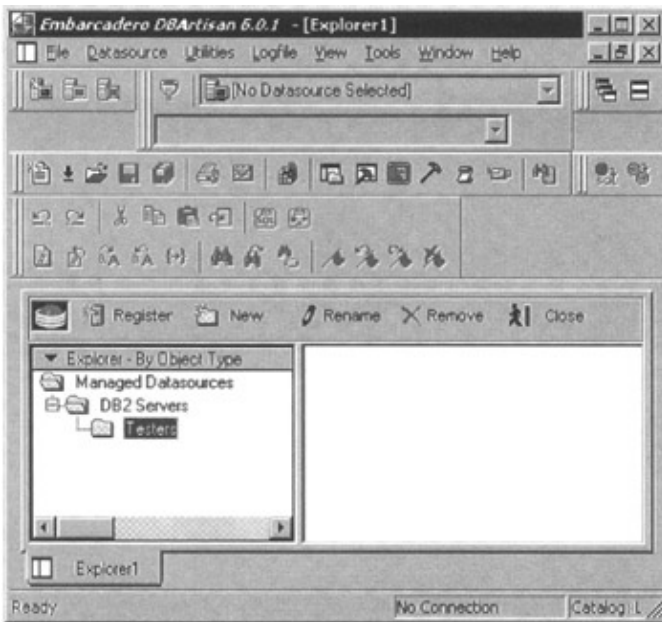 Embarcadero DBArtisan 6.0.1 - [Explorer1]
File Datasource Utilities Logfile View Tools Window Help
[No Datasource Selected]
Register New Rename Remove Close
Explorer - By Object Type
Managed Datasources
DB2 Servers
Testers
Explorer1
Ready No Connection Catalog: L